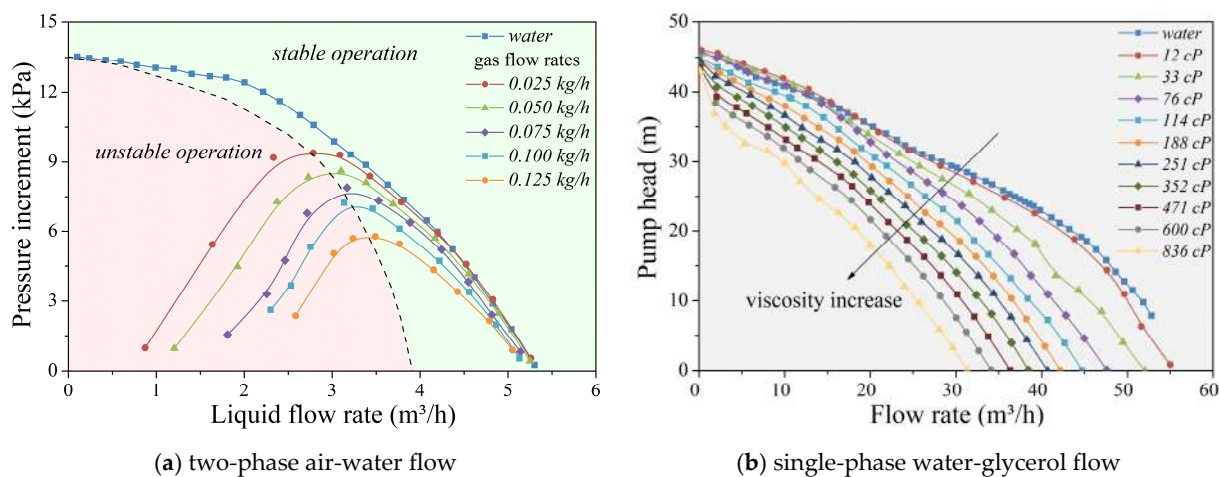 15
12
9
6
3
0
Pressure increment (kPa)
stable operation
unstable operation
water
gas flow rates
0.025 kg/h
0.050 kg/h
0.075 kg/h
0.100 kg/h
0.125 kg/h
0 1 2 3 4 5 6
Liquid flow rate (m³/h)
(a) two-phase air-water flow
50
40
30
20
10
0
Pump head (m)
water
12 cP
33 cP
76 cP
114 cP
188 cP
251 cP
352 cP
471 cP
600 cP
836 cP
viscosity increase
0 10 20 30 40 50 60
Flow rate (m³/h)
(b) single-phase water-glycerol flow